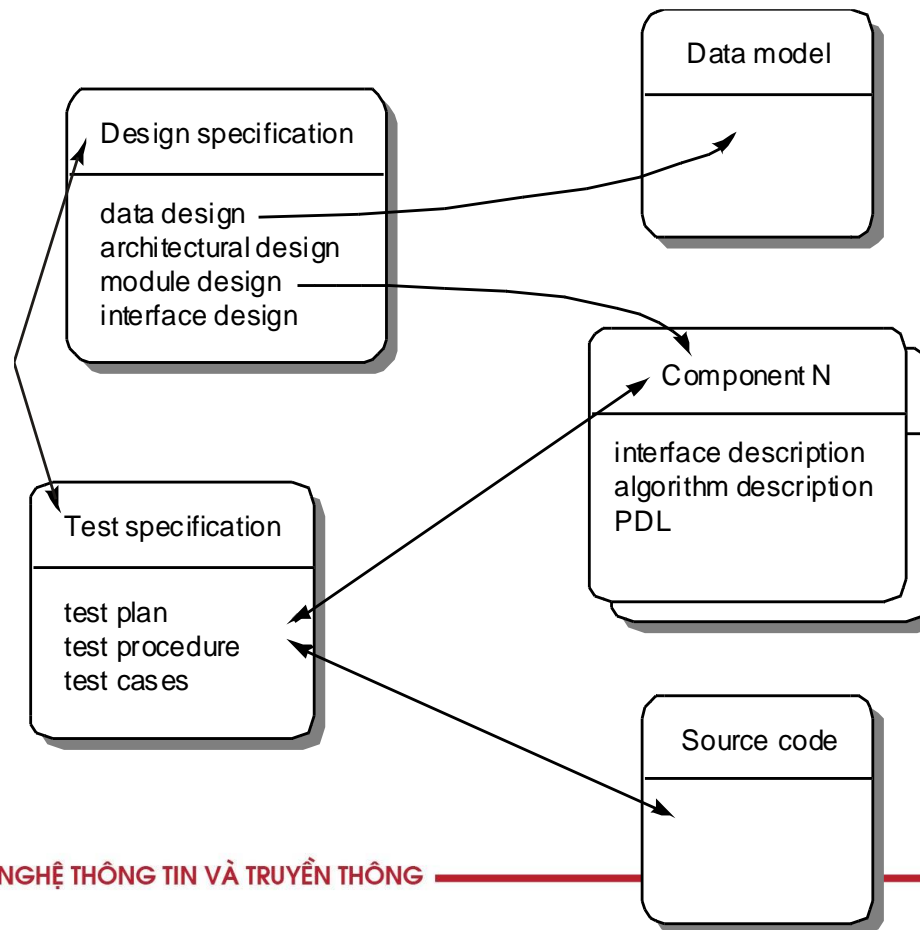 Data model
Design specification
data design
architectural design
module design
interface design
Component N
interface description
algorithm description
PDL
Test specification
test plan
test procedure
test cases
Source code
NGHỆ THÔNG TIN VÀ TRUYỀN THÔNG